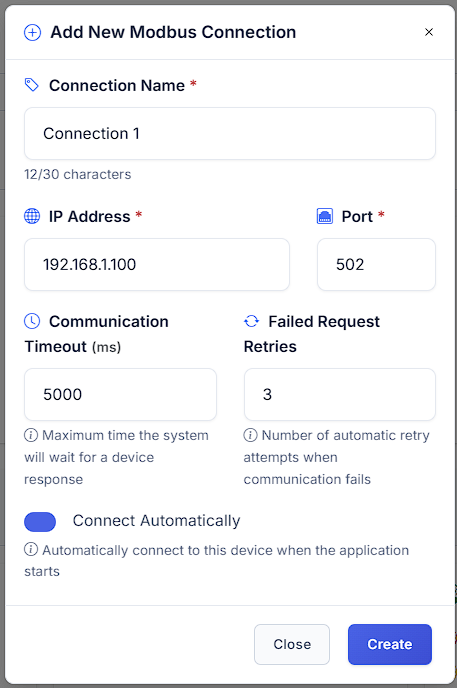 Add New Modbus Connection ×
Connection Name *
Connection 1
12/30 characters
IP Address * Port *
192.168.1.100 502
Communication Timeout (ms)
Failed Request Retries
5000 3
Maximum time the system
will wait for a device
response
Number of automatic retry
attempts when
communication fails
Connect Automatically
Automatically connect to this device when the application
starts
Close Create